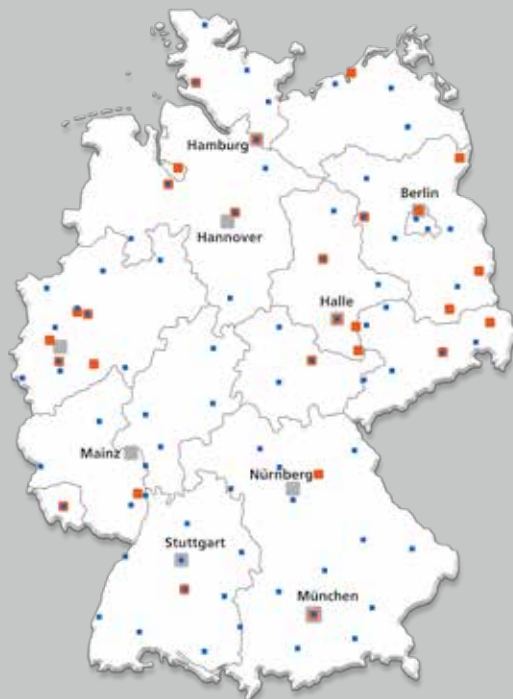 Hamburg
Berlin
Hannover
Halle
Mainz
Nürnberg
Stuttgart
München